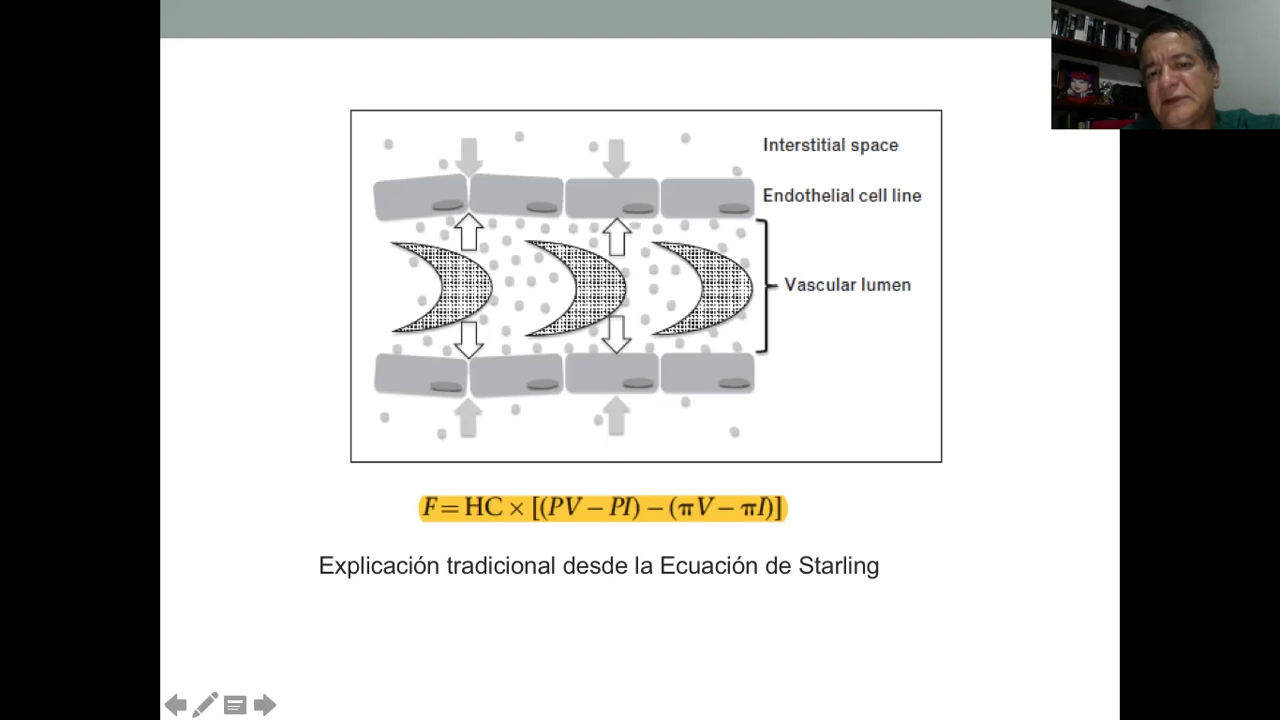 Interstitial space
Endothelial cell line
Vascular lumen
F = HC × [(PV − PI) − (πV − πI)]
Explicación tradicional desde la Ecuación de Starling